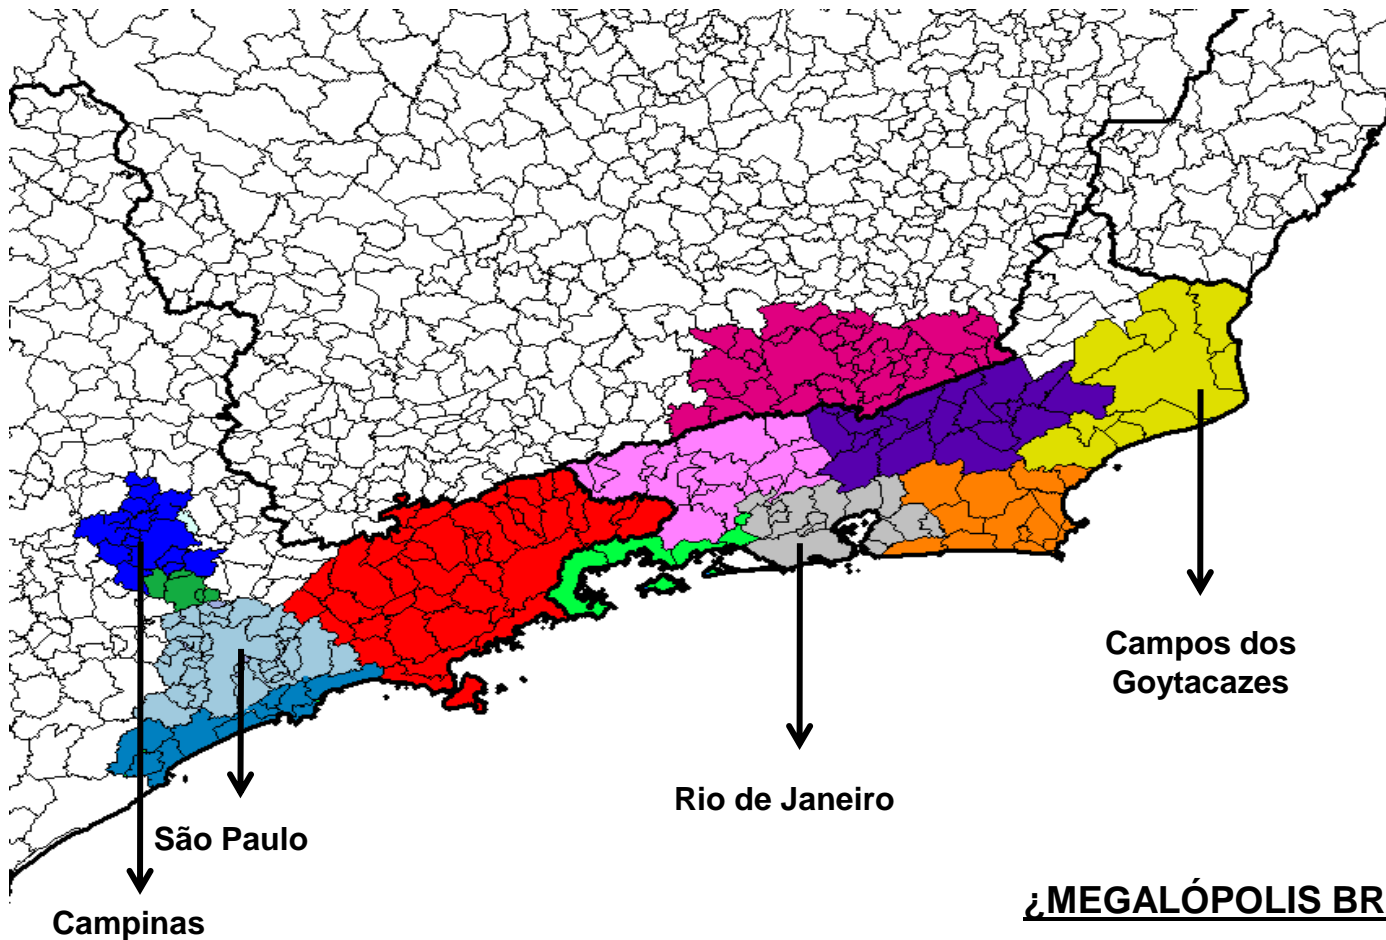 Campos dos
Goytacazes
Rio de Janeiro
São Paulo
¿MEGALÓPOLIS BR
Campinas